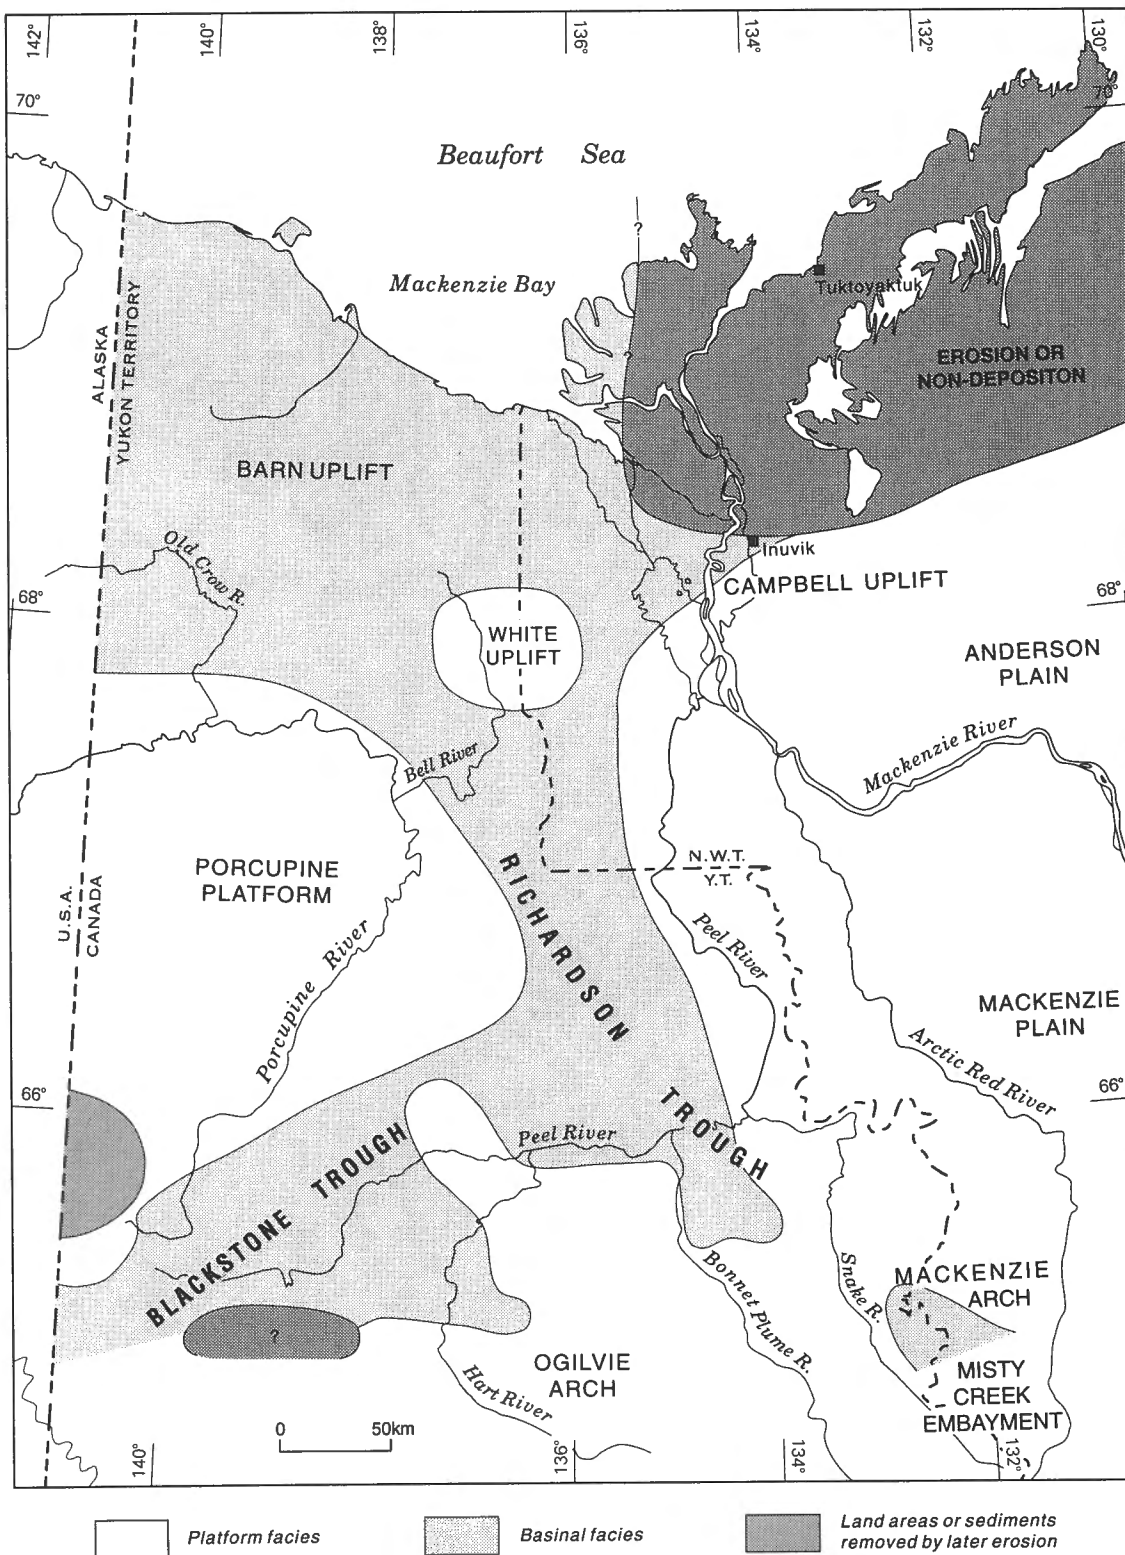 142°
140°
138°
136°
134°
132°
130°
70°
70°
Beaufort Sea
?
Mackenzie Bay
Tuktoyaktuk
ALASKA
YUKON TERRITORY
?
EROSION OR
NON-DEPOSITON
BARN UPLIFT
Old Crow R.
Inuvik
CAMPBELL UPLIFT
68°
68°
WHITE
UPLIFT
ANDERSON
PLAIN
Bell River
Mackenzie River
PORCUPINE
PLATFORM
N.W.T.
Y.T.
U.S.A.
CANADA
RICHARDSON
TROUGH
Porcupine River
Peel River
MACKENZIE
PLAIN
Arctic Red River
66°
66°
Peel River
BLACKSTONE TROUGH
Bonnet Plume R.
Snake R.
MACKENZIE
ARCH
?
OGILVIE
ARCH
Hart River
MISTY
CREEK
EMBAYMENT
0 50km
140°
136°
134°
132°
Platform facies
Basinal facies
Land areas or sediments
removed by later erosion